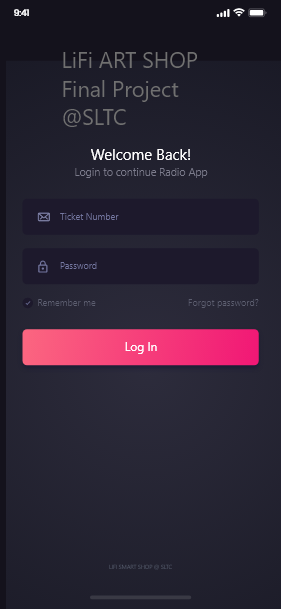 9:41
LiFi ART SHOP
Final Project
@SLTC
Welcome Back!
Login to continue Radio App
Ticket Number
Password
Remember me Forgot password?
Log In
LIFI SMART SHOP @ SLTC